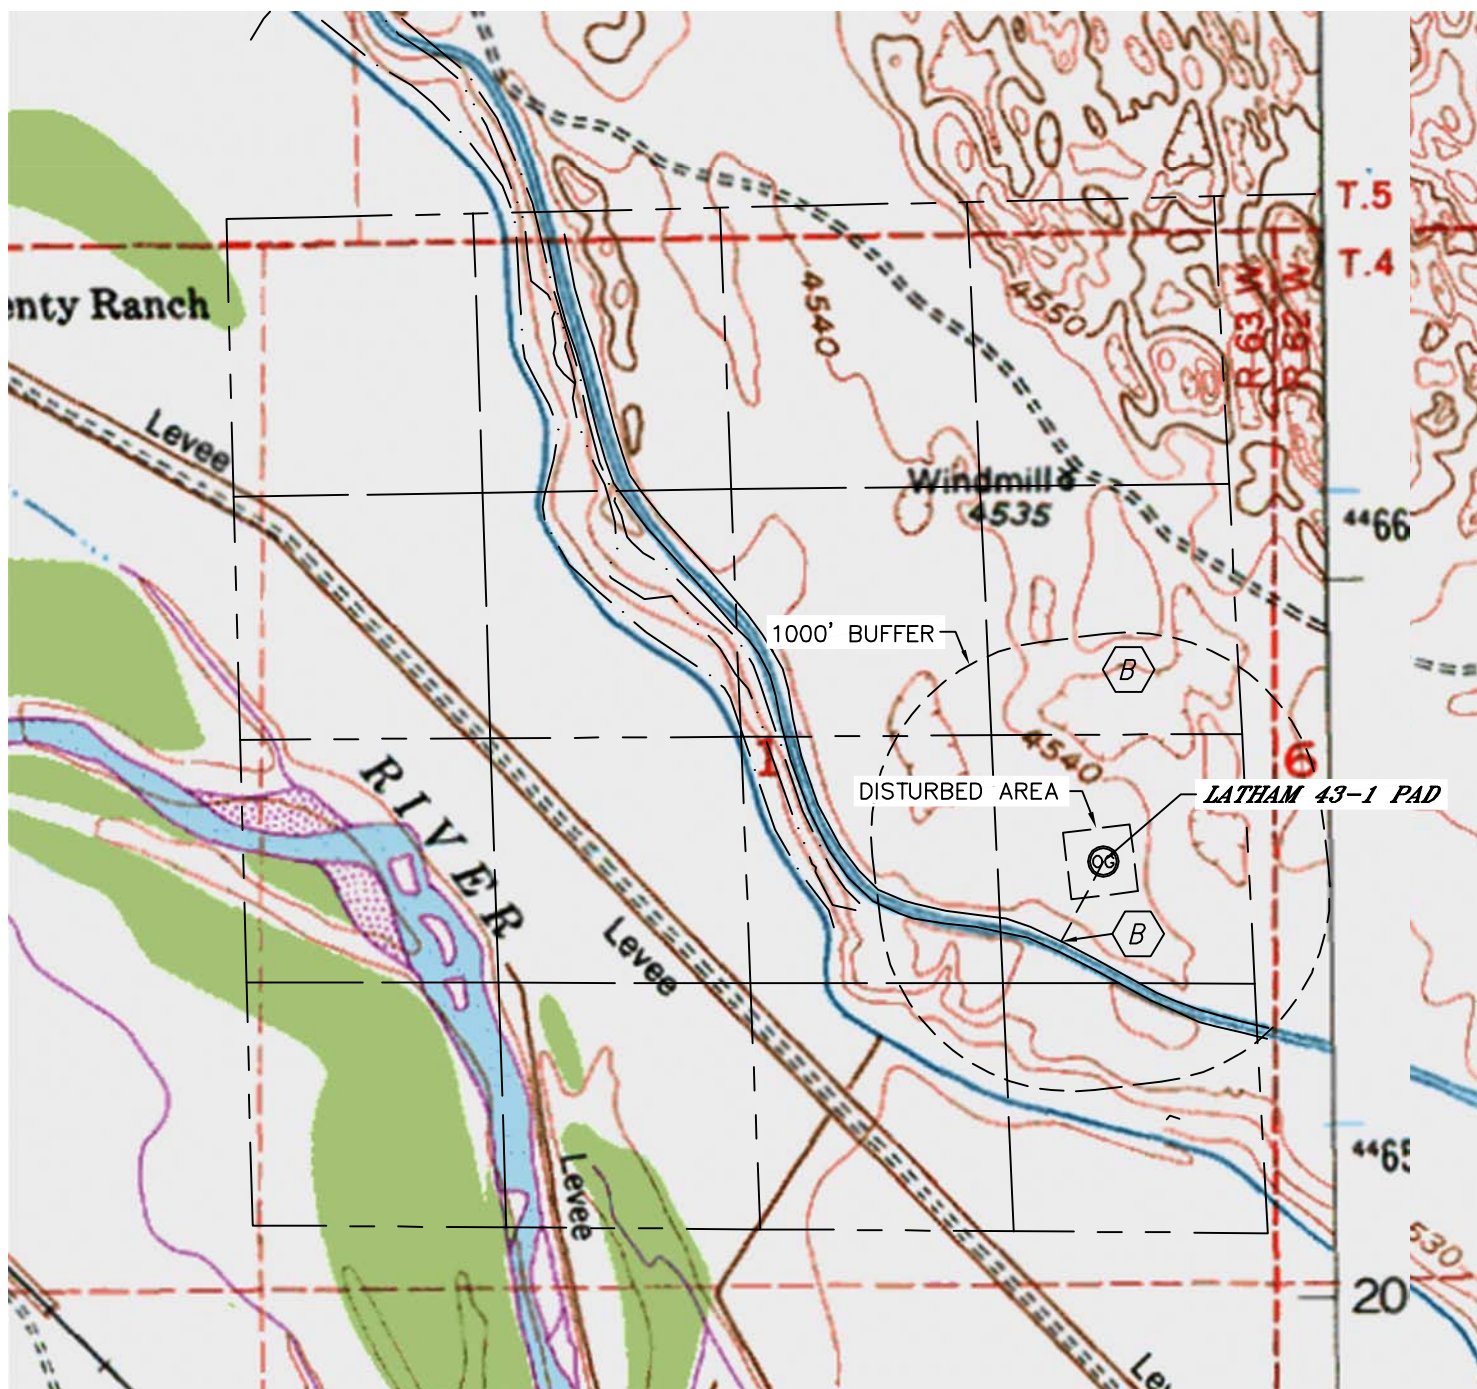 T.5
T.4
enty Ranch
4540
4550
R 63 W
R 62 W
Levee
Windmill
4535
4466
1000' BUFFER
B
RIVER
1
4540
6
DISTURBED AREA
LATHAM 43-1 PAD
OG
B
Levee
4465
Levee
530
20
Leve